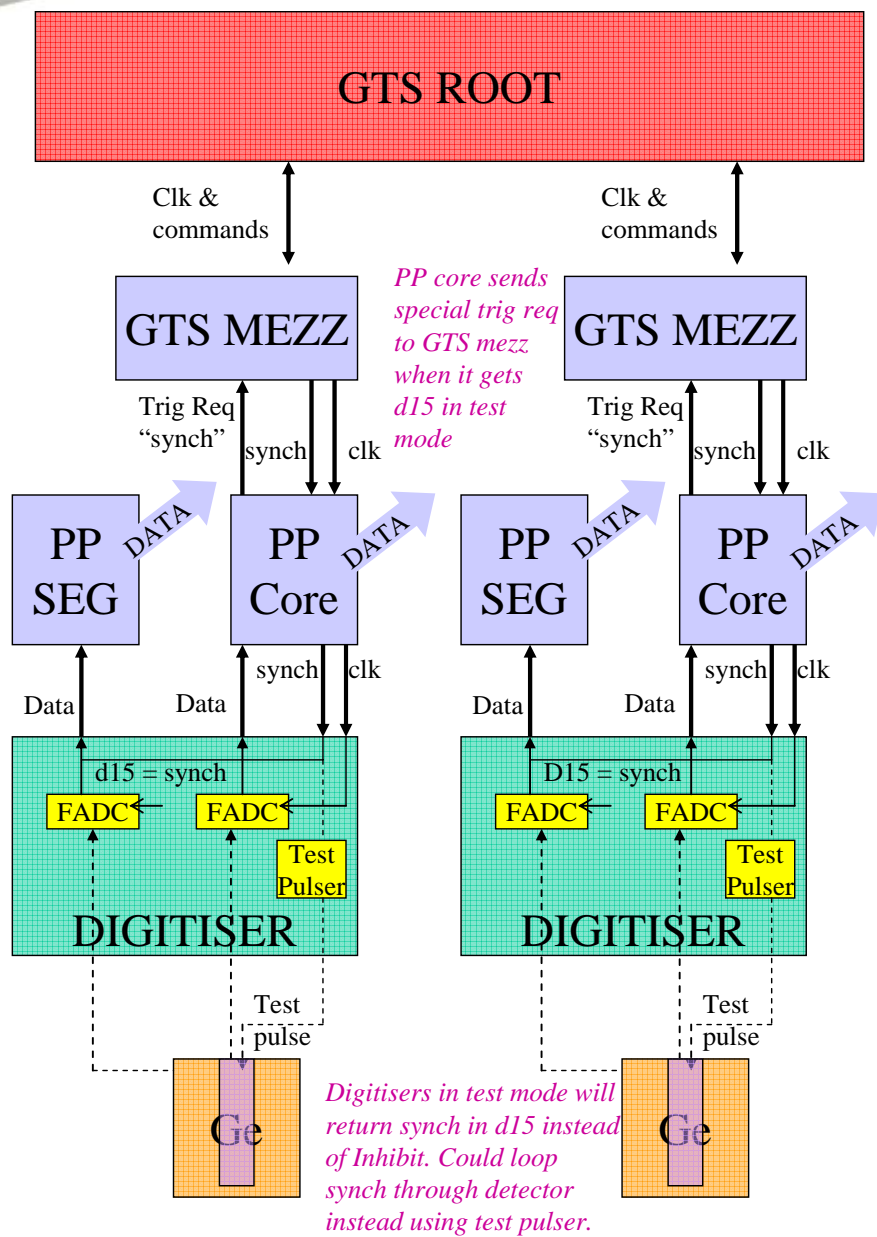 GTS ROOT
Clk &
commands
Clk &
commands
PP core sends
special trig req
to GTS mezz
when it gets
d15 in test
mode
GTS MEZZ
GTS MEZZ
Trig Req
“synch”
synch
clk
Trig Req
“synch”
synch
clk
PP
SEG
DATA
PP
Core
DATA
PP
SEG
DATA
PP
Core
DATA
synch
clk
Data
Data
synch
clk
Data
Data
d15 = synch
FADC
FADC
Test
Pulser
DIGITISER
D15 = synch
FADC
FADC
Test
Pulser
DIGITISER
Test
pulse
Test
pulse
Ge
Ge
Digitisers in test mode will
return synch in d15 instead
of Inhibit. Could loop
synch through detector
instead using test pulser.